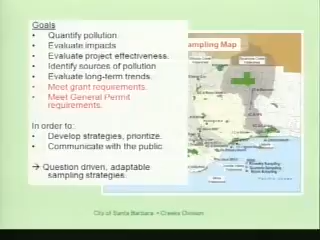 Goals
• Quantify pollution
• Evaluate impacts
• Evaluate project effectiveness.
• Identify sources of pollution
• Evaluate long-term trends.
• Meet grant requirements.
• Meet General Permit
requirements.
In order to:
• Develop strategies, prioritize.
• Communicate with the public
→ Question driven, adaptable
sampling strategies.
ampling Map
City of Santa Barbara • Creeks Division